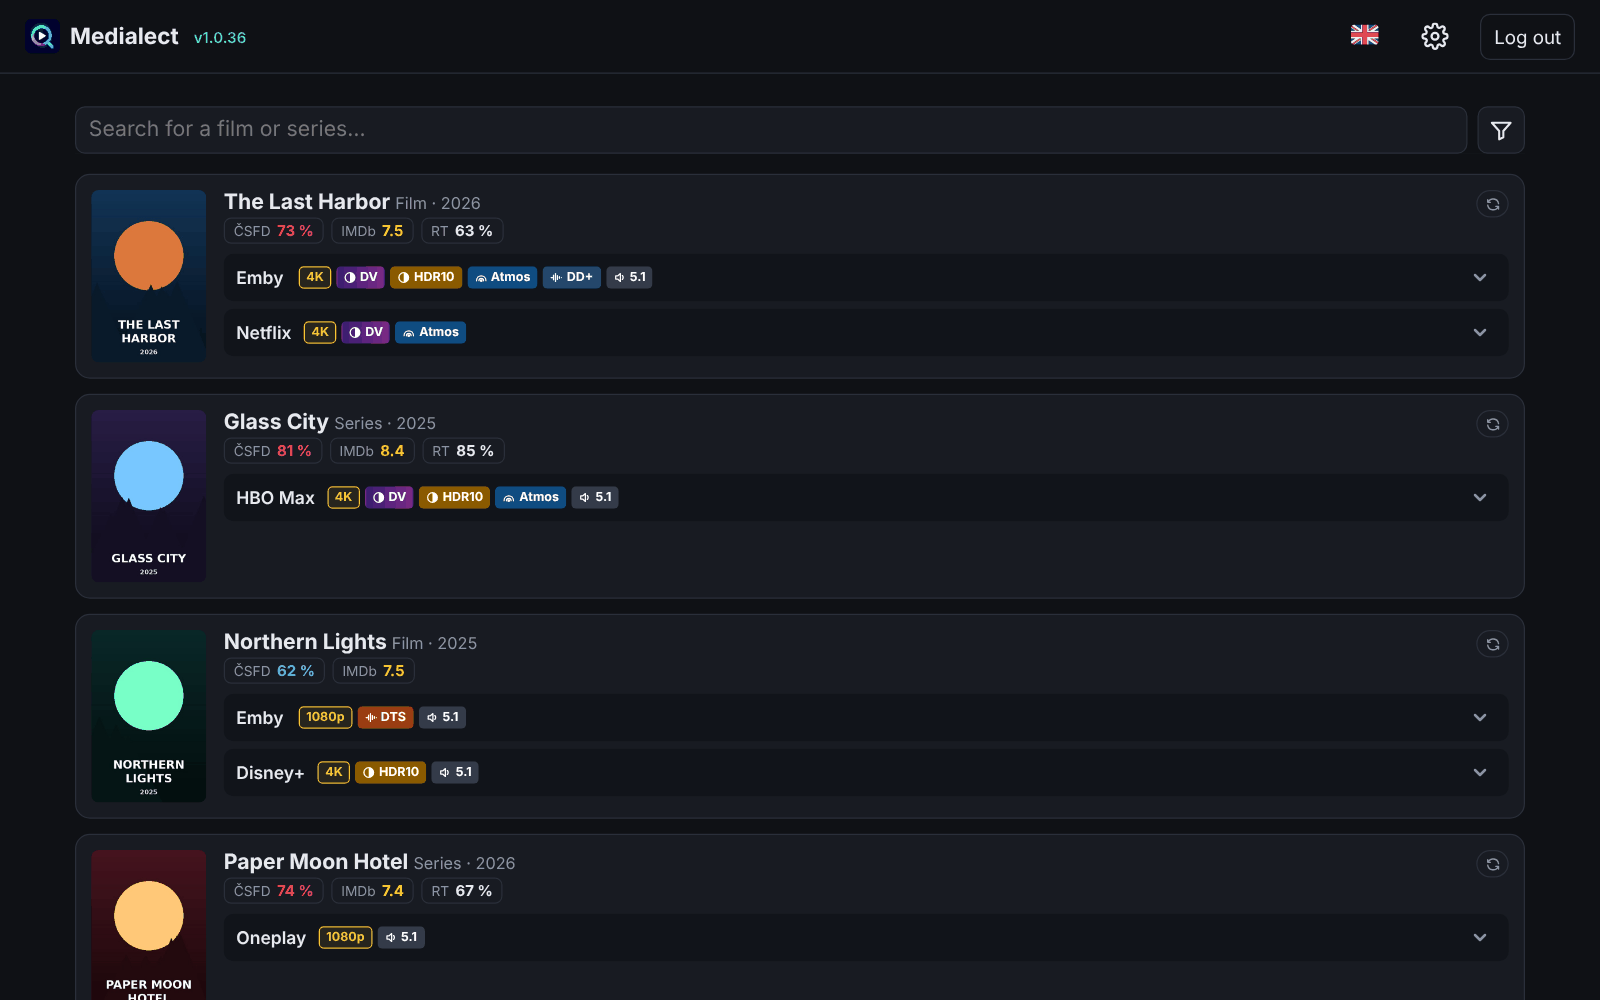 Medialect v1.0.36
Log out
Search for a film or series...
THE LAST
HARBOR
2026
The Last Harbor Film · 2026
ČSFD 73 % IMDb 7.5 RT 63 %
Emby 4K DV HDR10 Atmos DD+ 5.1
Netflix 4K DV Atmos
GLASS CITY
2025
Glass City Series · 2025
ČSFD 81 % IMDb 8.4 RT 85 %
HBO Max 4K DV HDR10 Atmos 5.1
NORTHERN
LIGHTS
2025
Northern Lights Film · 2025
ČSFD 62 % IMDb 7.5
Emby 1080p DTS 5.1
Disney+ 4K HDR10 5.1
PAPER MOON
HOTEL
Paper Moon Hotel Series · 2026
ČSFD 74 % IMDb 7.4 RT 67 %
Oneplay 1080p 5.1